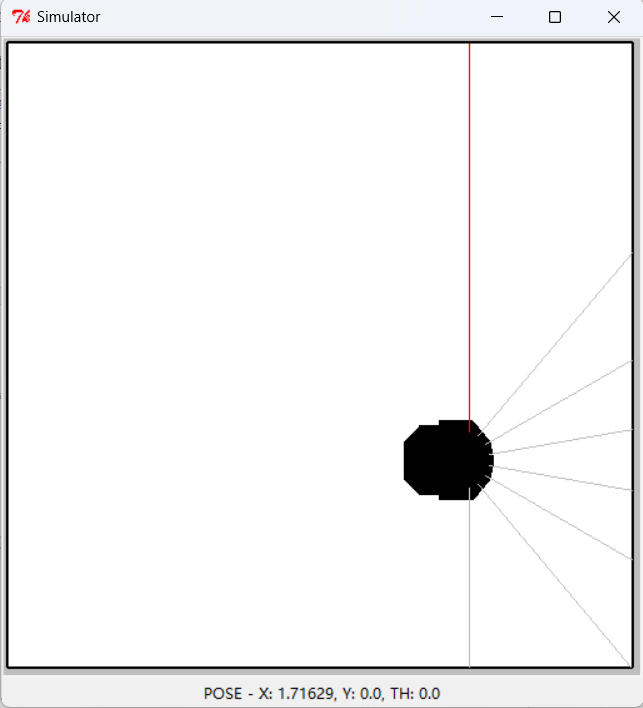 Simulator
POSE - X: 1.71629, Y: 0.0, TH: 0.0